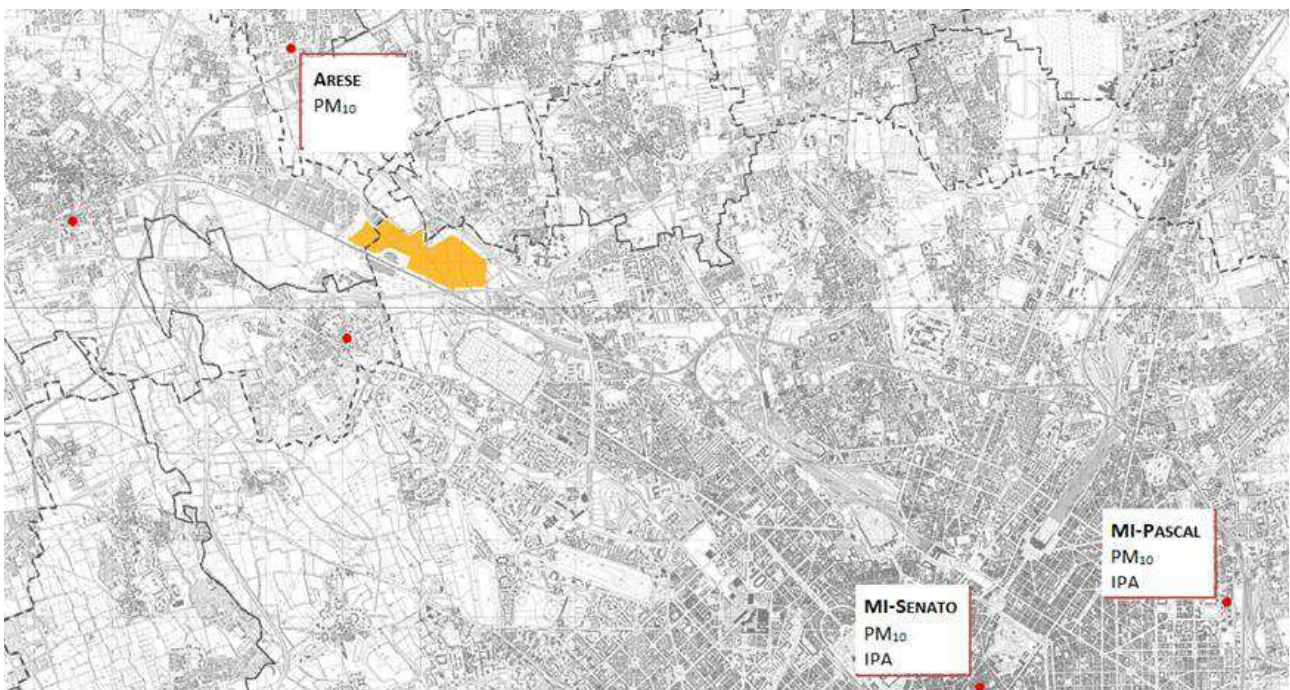 ARESE
PM₁₀
MI-PASCAL
PM₁₀
IPA
MI-SENATO
PM₁₀
IPA